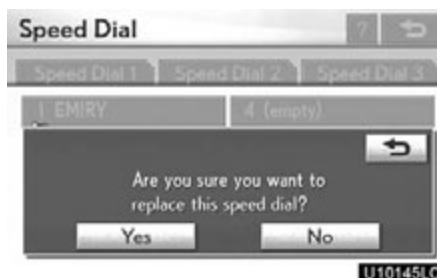 Speed Dial
?
Speed Dial 1 Speed Dial 2 Speed Dial 3
1 EMIRY 4 (empty)
Are you sure you want to
replace this speed dial?
Yes No
U10145LC